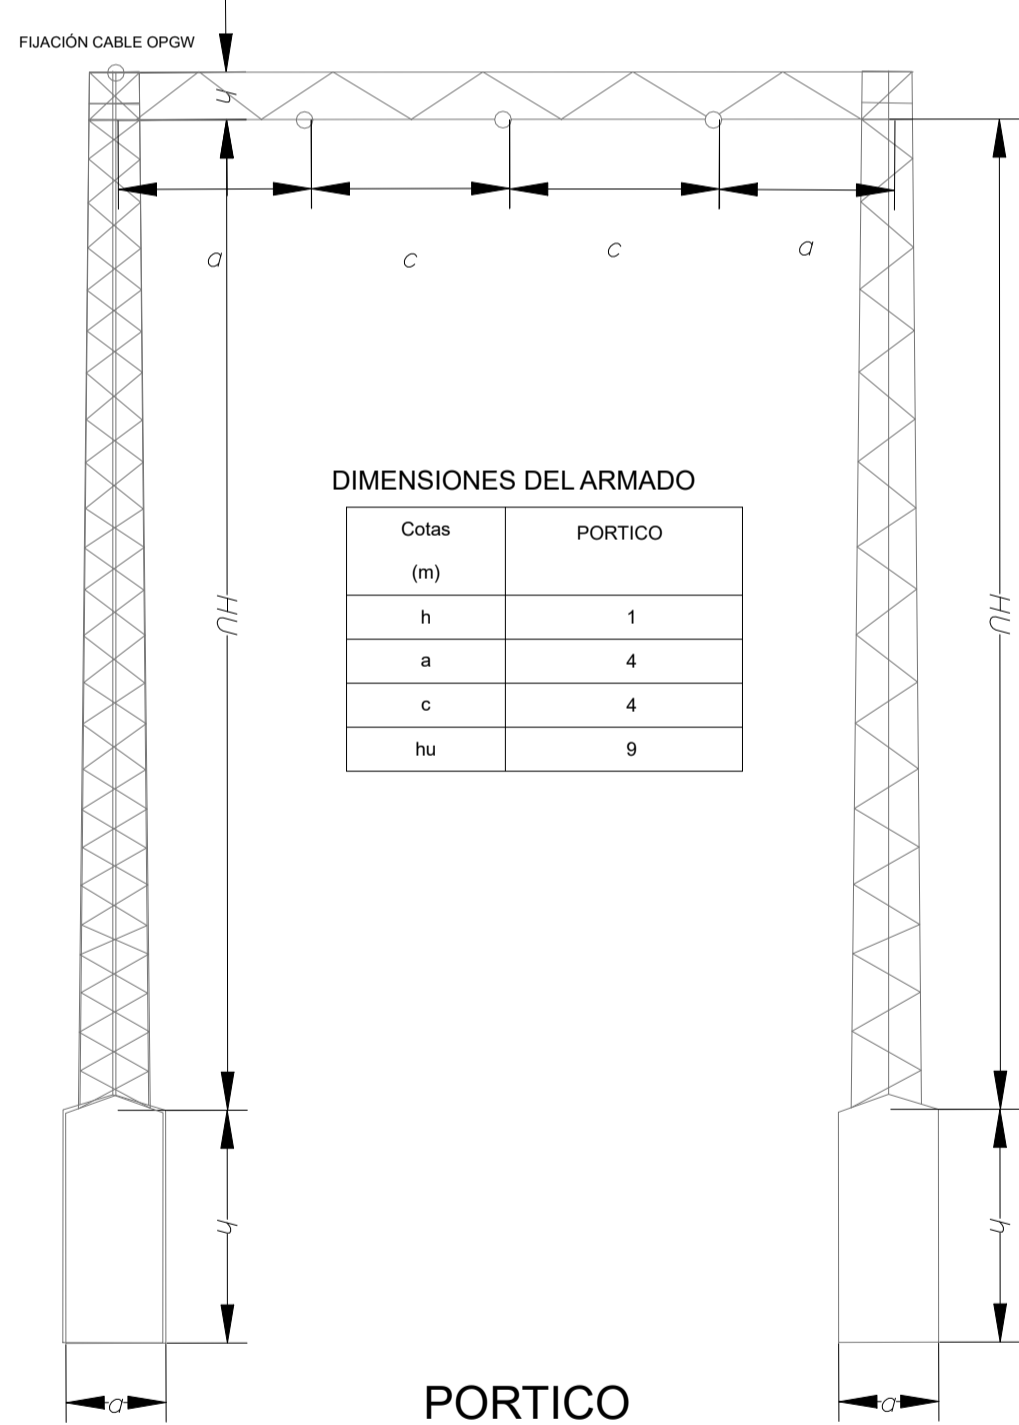 FIJACIÓN CABLE OPGW
h
a
c
c
a
DIMENSIONES DEL ARMADO
Cotas (m) PORTICO
h 1
a 4
c 4
hu 9
HU
HU
h
h
a
a
PORTICO